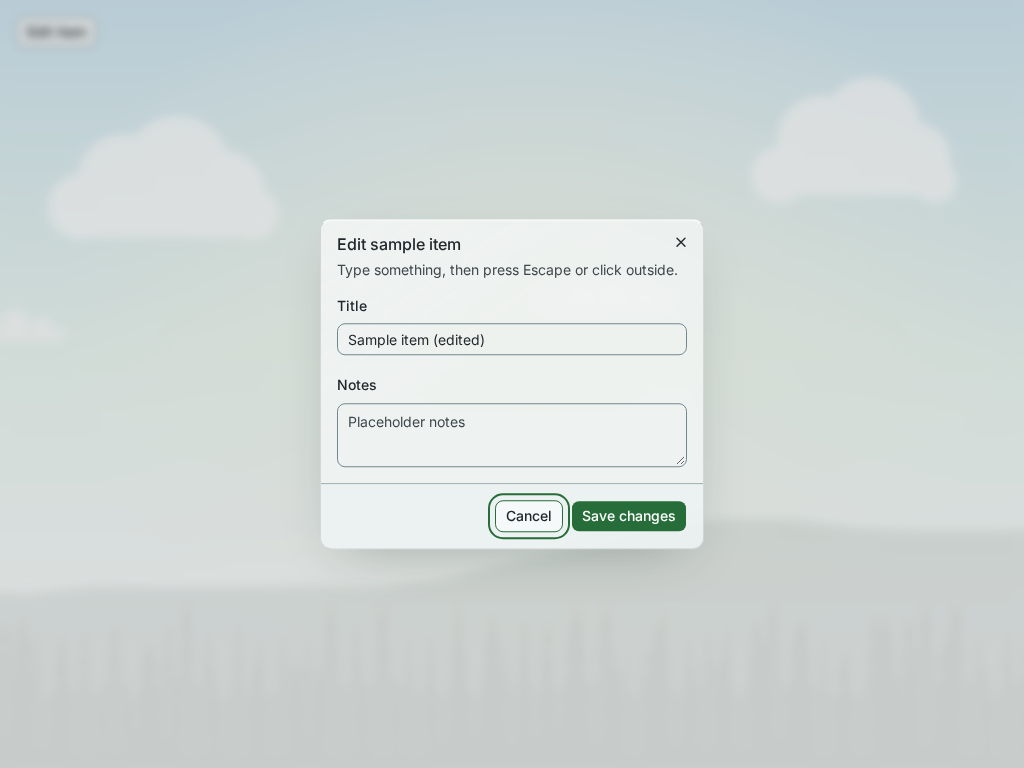 Edit sample item
Type something, then press Escape or click outside.
Title
Sample item (edited)
Notes
Placeholder notes
Cancel
Save changes